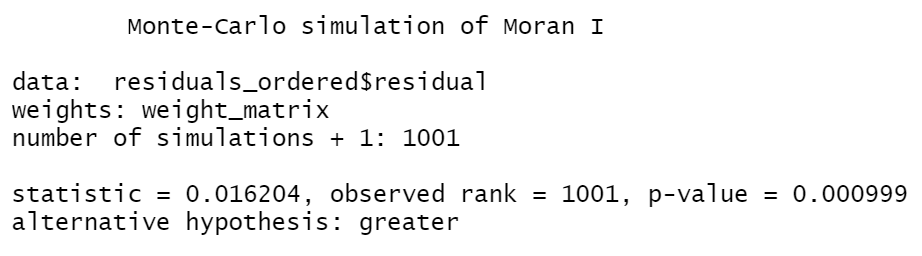 Monte-Carlo simulation of Moran I
data:  residuals_ordered$residual
weights: weight_matrix
number of simulations + 1: 1001
statistic = 0.016204, observed rank = 1001, p-value = 0.000999
alternative hypothesis: greater